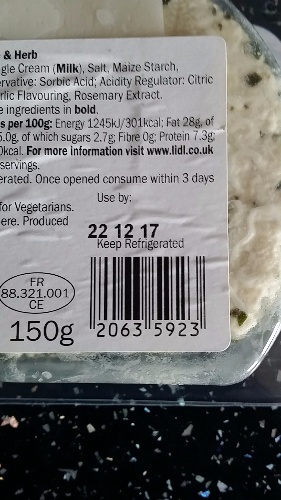 & Herb
gle Cream (Milk), Salt, Maize Starch,
ervative: Sorbic Acid; Acidity Regulator: Citric
rlic Flavouring, Rosemary Extract.
e ingredients in bold.
s per 100g: Energy 1245kJ/301kcal; Fat 28g, of
5.0g, of which sugars 2.7g; Fibre 0g; Protein 7.3g;
0kcal. For more information visit www.lidl.co.uk
servings.
erated. Once opened consume within 3 days
Use by:
for Vegetarians.
ere. Produced
22 12 17
Keep Refrigerated
FR
88.321.001
CE
150g
2063 5923